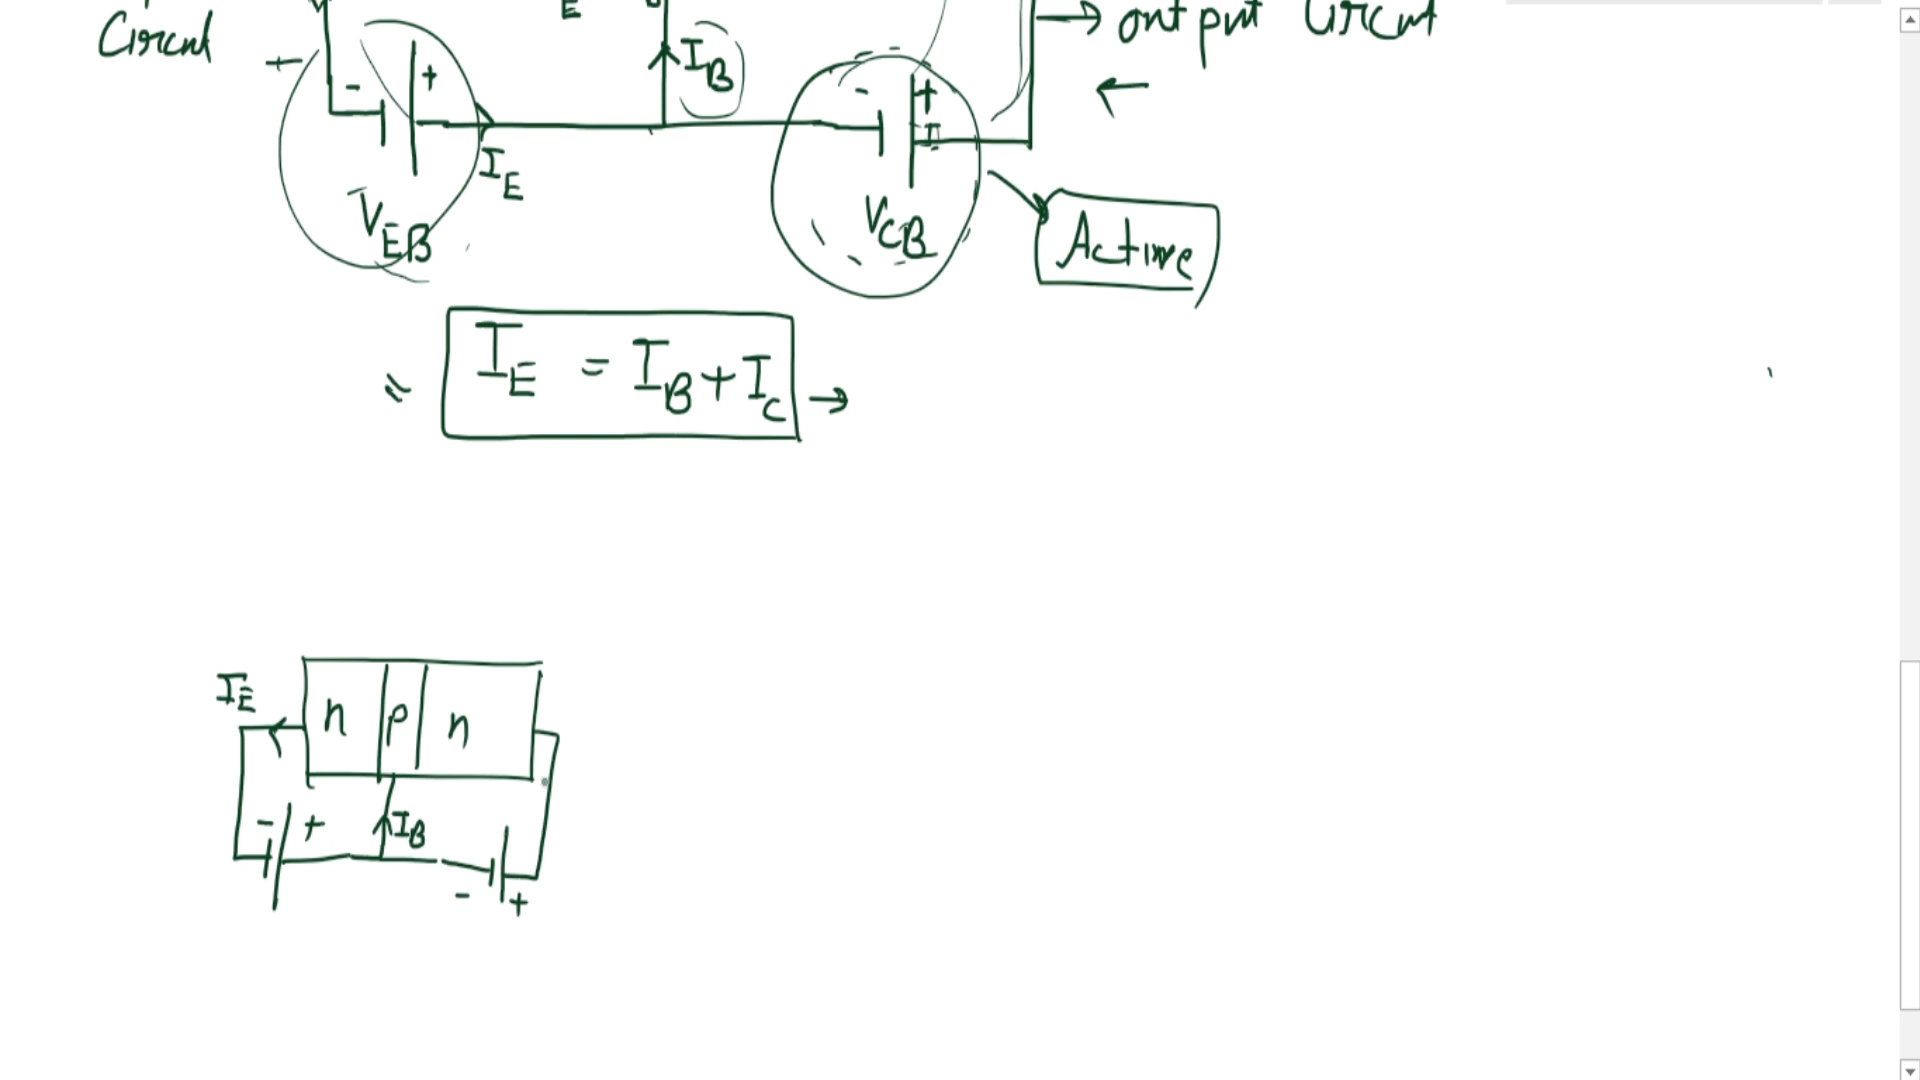 E
→ output Circuit
Circuit
I_B
- +
- +
←
I_E
V_EB
V_CB
Active
I_E = I_B + I_C →
I_E
n p n
- +
I_B
- +